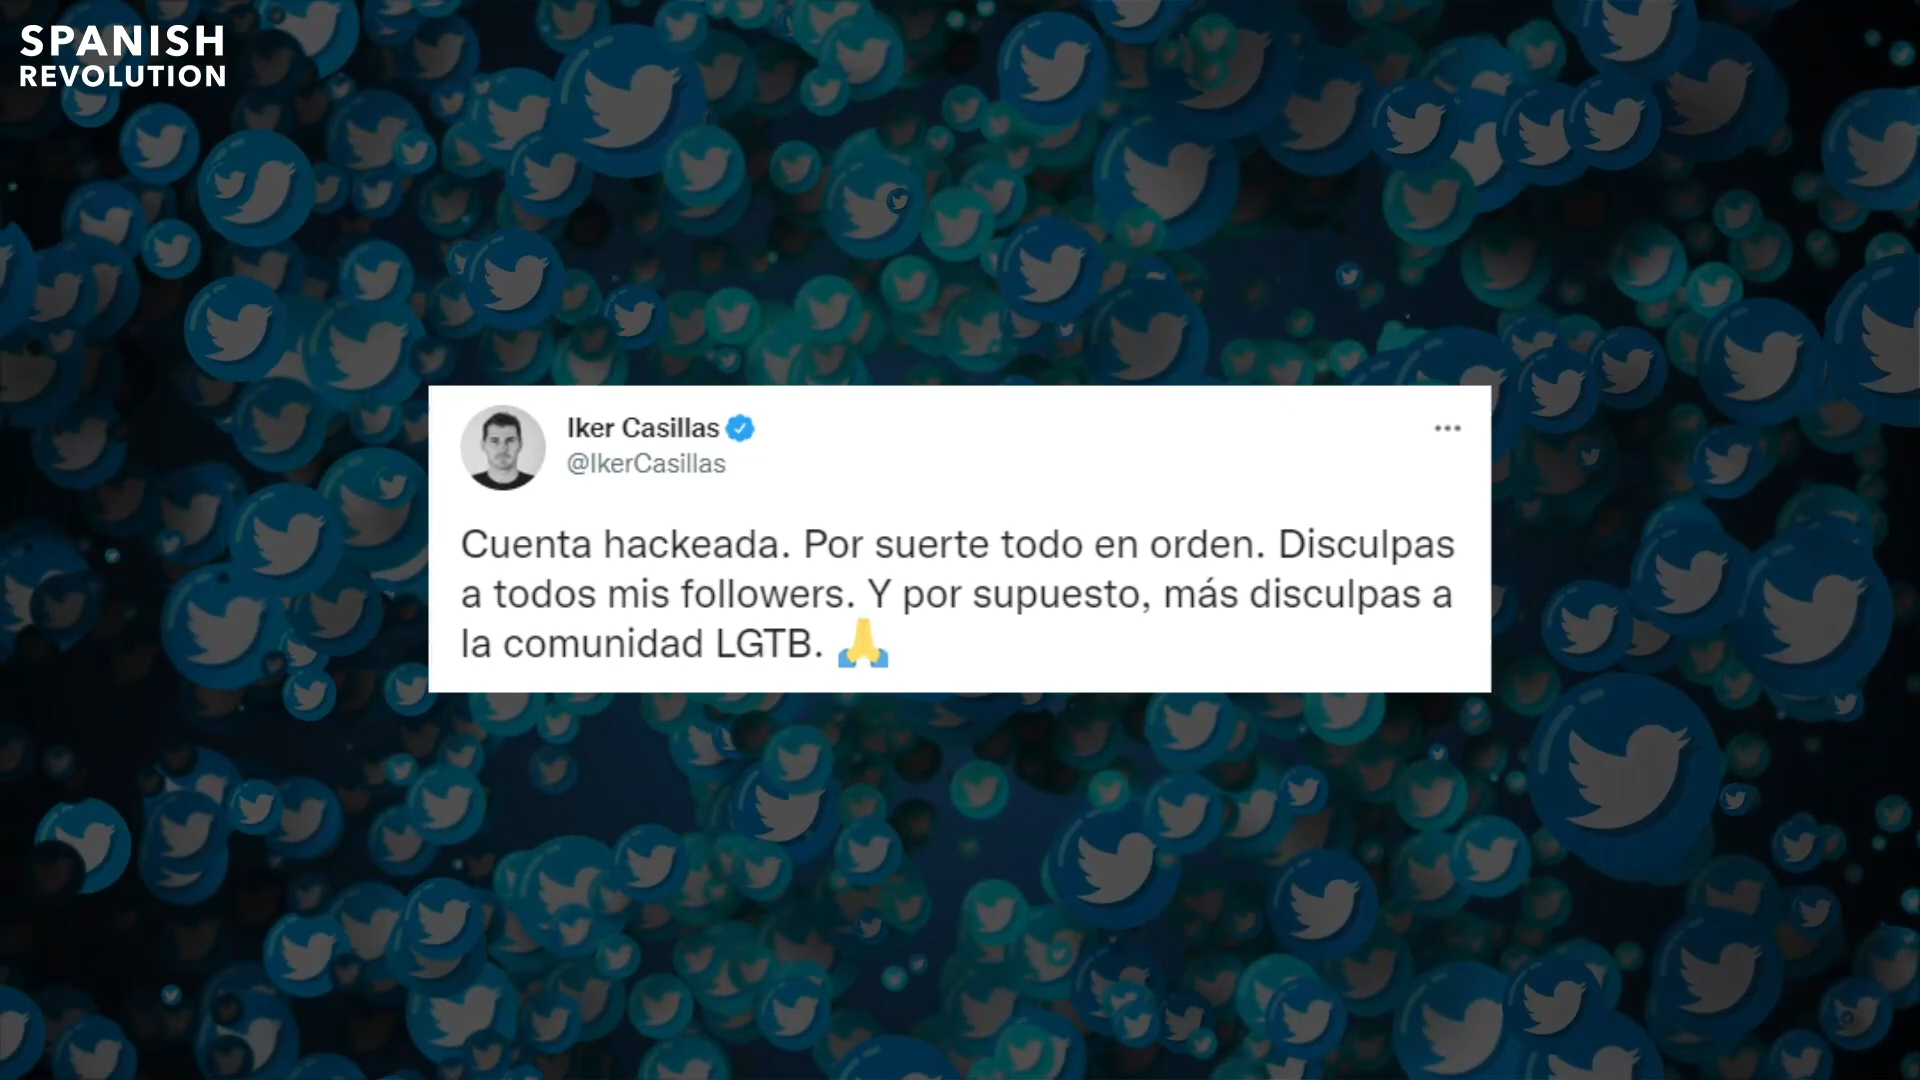 SPANISH
REVOLUTION
Iker Casillas
@IkerCasillas
Cuenta hackeada. Por suerte todo en orden. Disculpas
a todos mis followers. Y por supuesto, más disculpas a
la comunidad LGTB. 🙏